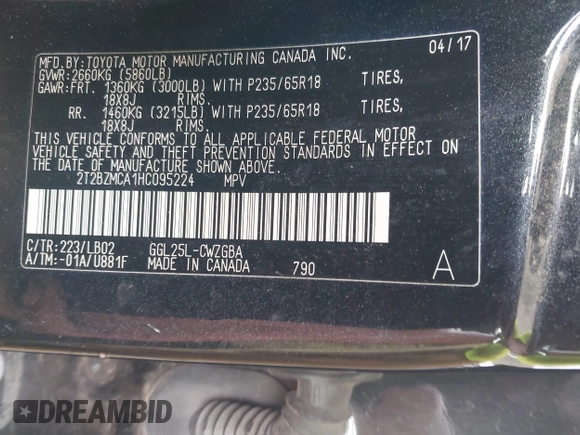 MFD.BY:TOYOTA MOTOR MANUFACTURING CANADA INC. 04/17
GVWR:2660KG (5860LB)
GAWR:FRT. 1360KG (3000LB) WITH P235/65R18 TIRES,
18X8J RIMS.
RR. 1460KG (3215LB) WITH P235/65R18 TIRES,
18X8J RIMS.
THIS VEHICLE CONFORMS TO ALL APPLICABLE FEDERAL MOTOR
VEHICLE SAFETY AND THEFT PREVENTION STANDARDS IN EFFECT ON
THE DATE OF MANUFACTURE SHOWN ABOVE.
2T2BZMCA1HC095224 MPV
C/TR:223/LB02 GGL25L-CWZGBA
A/TM:-01A/U881F MADE IN CANADA 790 A
DREAMBID